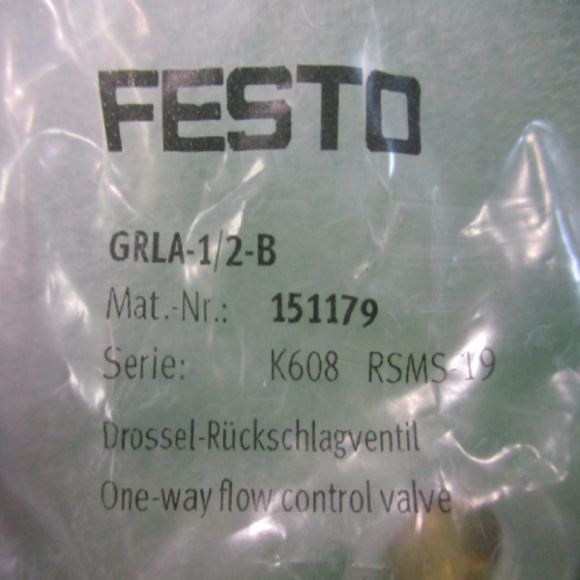 FESTO
GRLA-1/2-B
Mat.-Nr.: 151179
Serie: K608 RSMS-19
Drossel-Rückschlagventil
One-way flow control valve